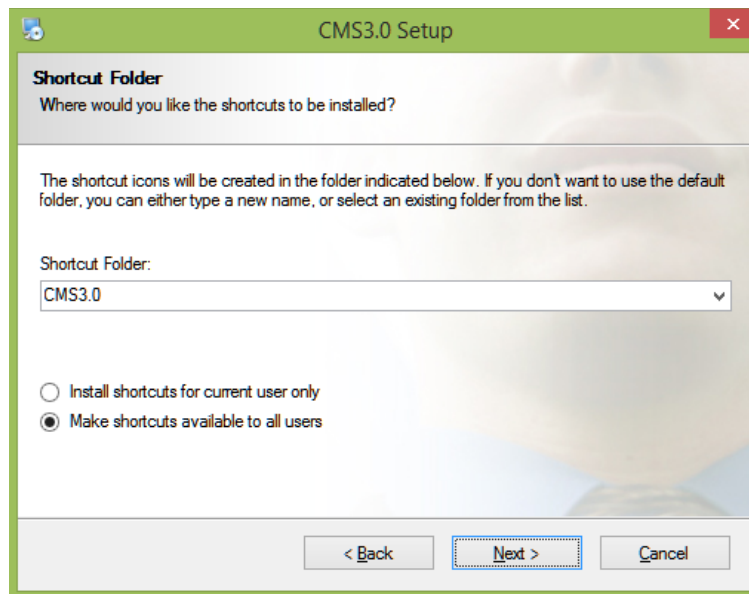 CMS3.0 Setup
Shortcut Folder
Where would you like the shortcuts to be installed?
The shortcut icons will be created in the folder indicated below. If you don't want to use the default
folder, you can either type a new name, or select an existing folder from the list.
Shortcut Folder:
CMS3.0
Install shortcuts for current user only
Make shortcuts available to all users
< Back
Next >
Cancel